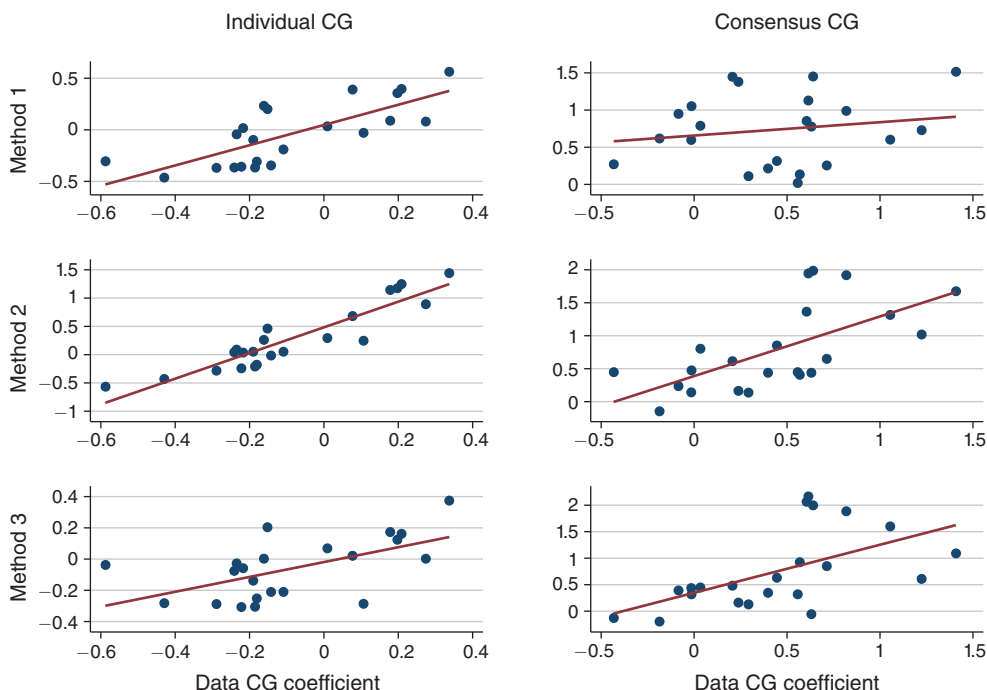 Individual CG
Consensus CG
Method 1
0.5
0
−0.5
−0.6 −0.4 −0.2 0 0.2 0.4
1.5
1
0.5
0
−0.5 0 0.5 1 1.5
Method 2
1.5
1
0.5
0
−0.5
−1
−0.6 −0.4 −0.2 0 0.2 0.4
2
1.5
1
0.5
0
−0.5 0 0.5 1 1.5
Method 3
0.4
0.2
0
−0.2
−0.4
−0.6 −0.4 −0.2 0 0.2 0.4
Data CG coefficient
2
1.5
1
0.5
0
−0.5 0 0.5 1 1.5
Data CG coefficient